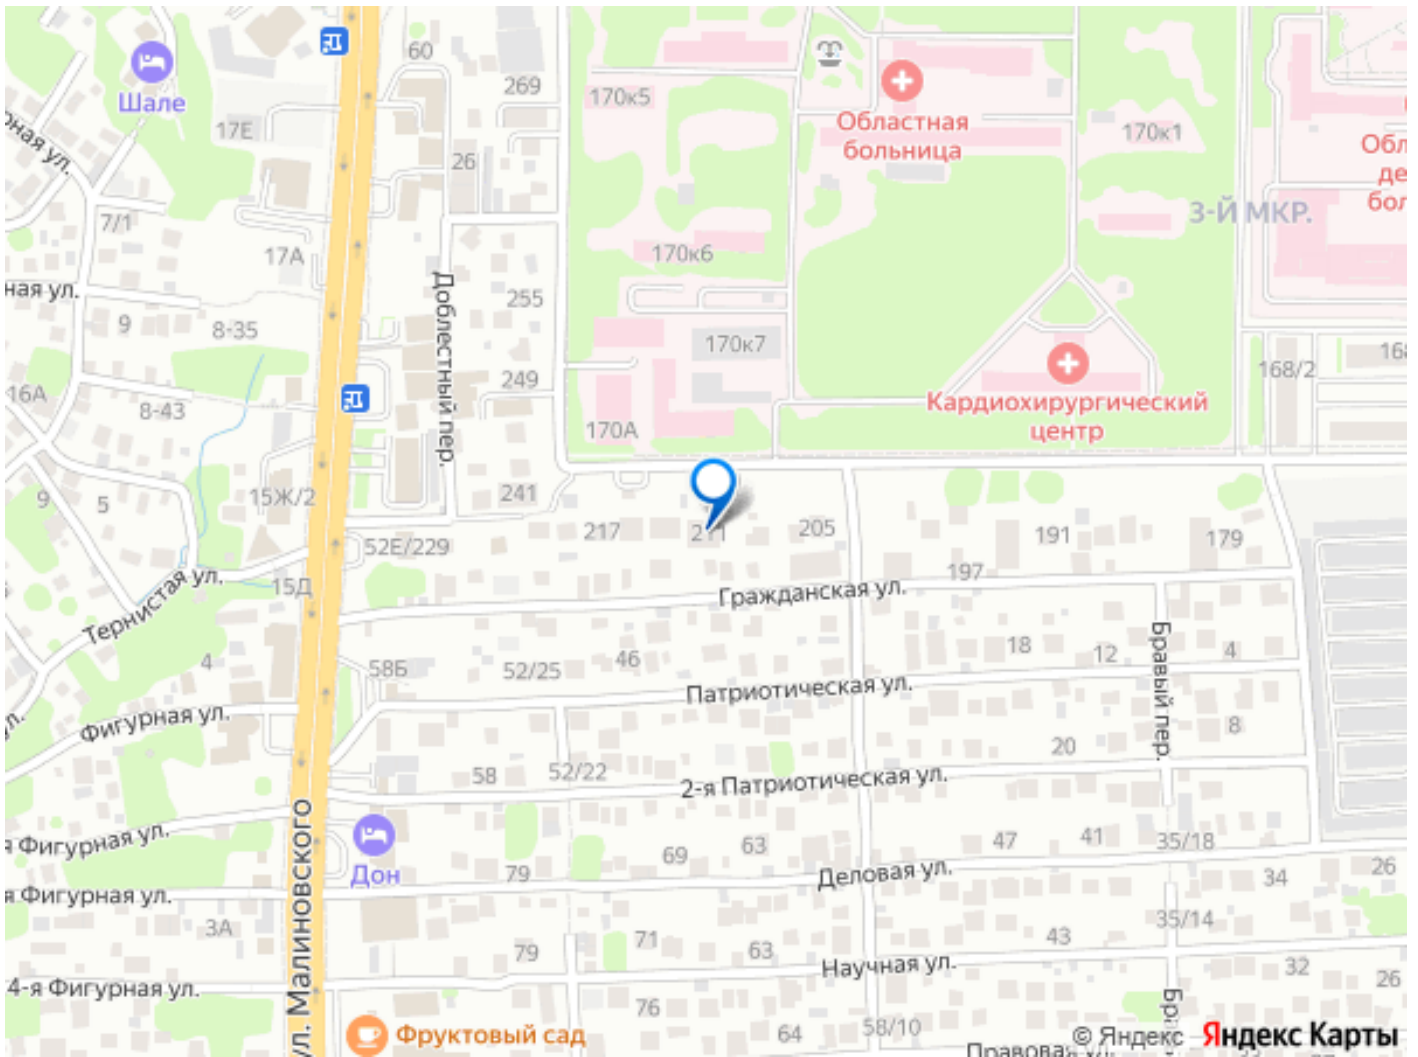 60
269
Шале
17Е
170к5
Областная
больница
170к1
26
7/1
3-Й МКР.
17А
170к6
Доблестный пер.
ная ул.
255
9
8-35
170к7
249
168/2
16А
8-43
Кардиохирургический
центр
170А
9
5
15Ж/2
241
52Е/229
217
211
205
191
179
Тернистая ул.
15Д
Гражданская ул.
197
4
58Б
52/25
46
18
12
4
Бравый пер.
Патриотическая ул.
Фигурная ул.
8
58
52/22
20
2-я Патриотическая ул.
я Фигурная ул.
ул. Малиновского
Дон
69
63
47
41
35/18
79
Деловая ул.
34
26
я Фигурная ул.
3А
35/14
79
71
63
43
4-я Фигурная ул.
Научная ул.
32
26
76
64
58/10
Фруктовый сад
© Яндекс Яндекс Карты